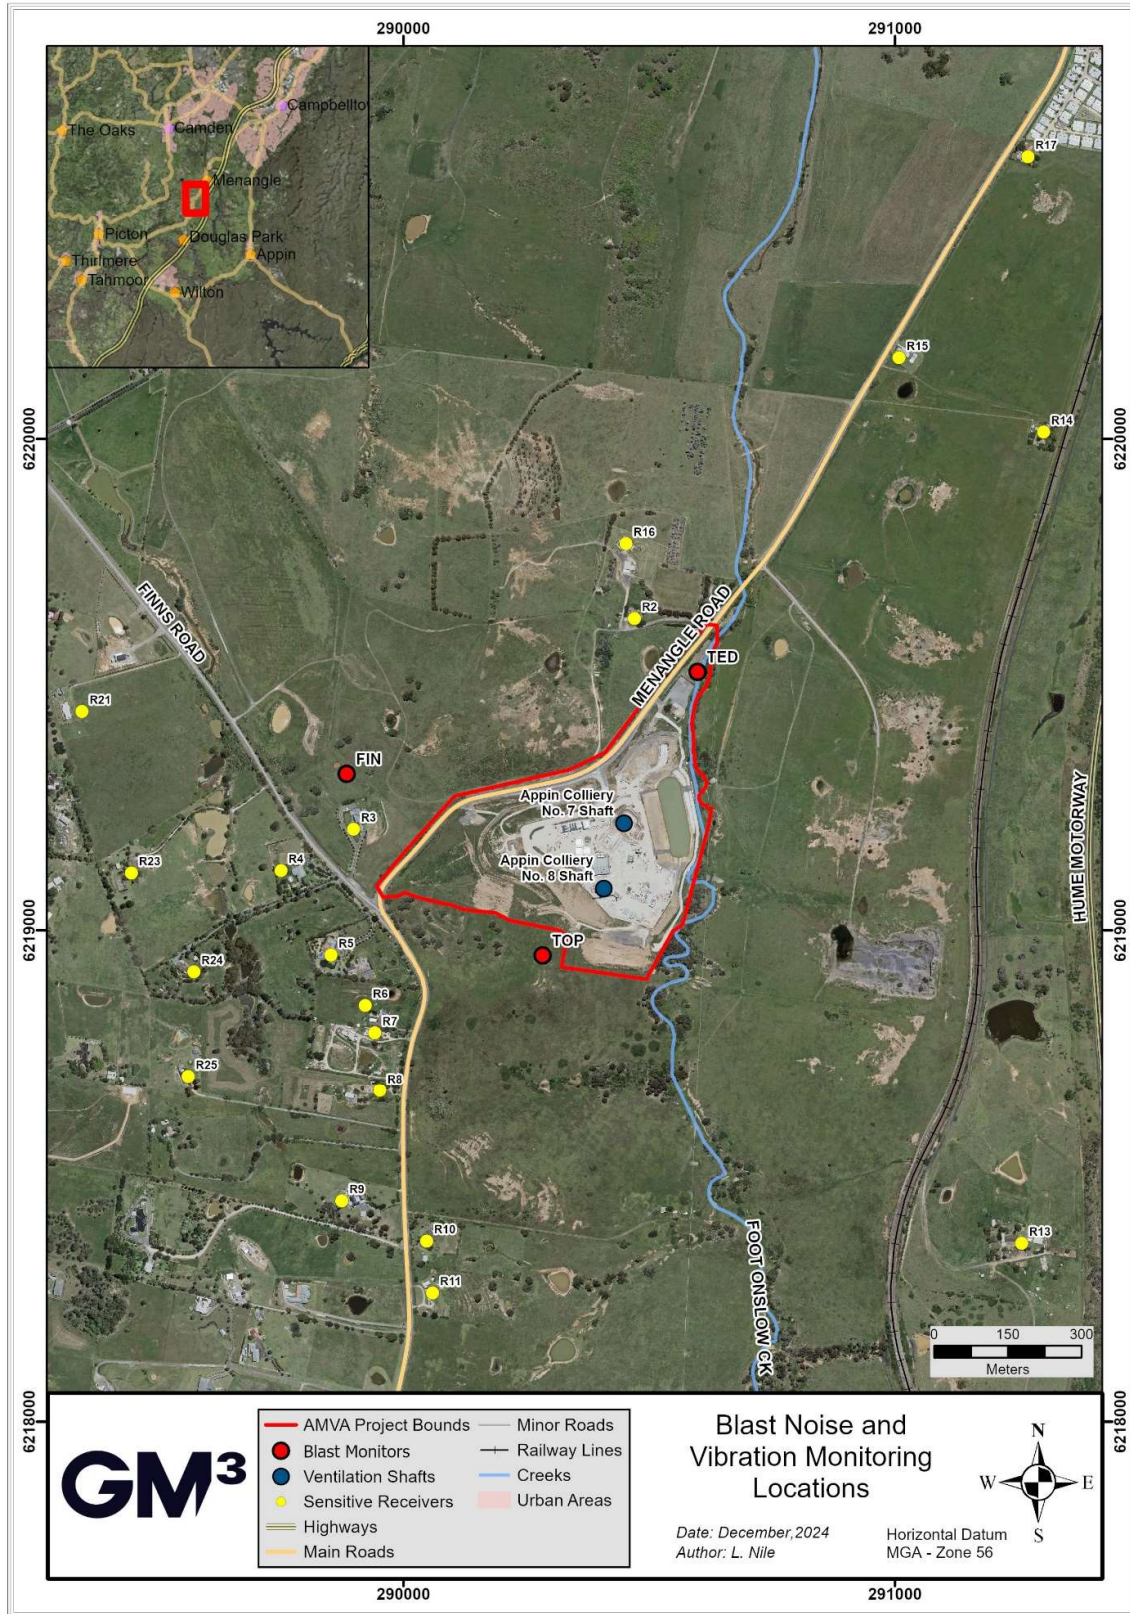 290000
291000
Campbellto
The Oaks
Camden
Menangle
Picton
Douglas Park
Appin
Thirlmere
Tahmoor
Wilton
R17
R15
R14
6220000
6220000
R16
FINNS ROAD
R2
MENANGLE ROAD
TED
R21
FIN
Appin Colliery
No. 7 Shaft
R3
HUME MOTORWAY
R23
R4
Appin Colliery
No. 8 Shaft
6219000
6219000
TOP
R5
R24
R6
R7
R25
R8
R9
R10
R13
FOOT ONSLOW CK
R11
0 150 300
Meters
6218000
6218000
GM³
AMVA Project Bounds
Blast Monitors
Ventilation Shafts
Sensitive Receivers
Highways
Main Roads
Minor Roads
Railway Lines
Creeks
Urban Areas
Blast Noise and
Vibration Monitoring
Locations
Date: December,2024
Author: L. Nile
Horizontal Datum
MGA - Zone 56
N
W E
S
290000
291000